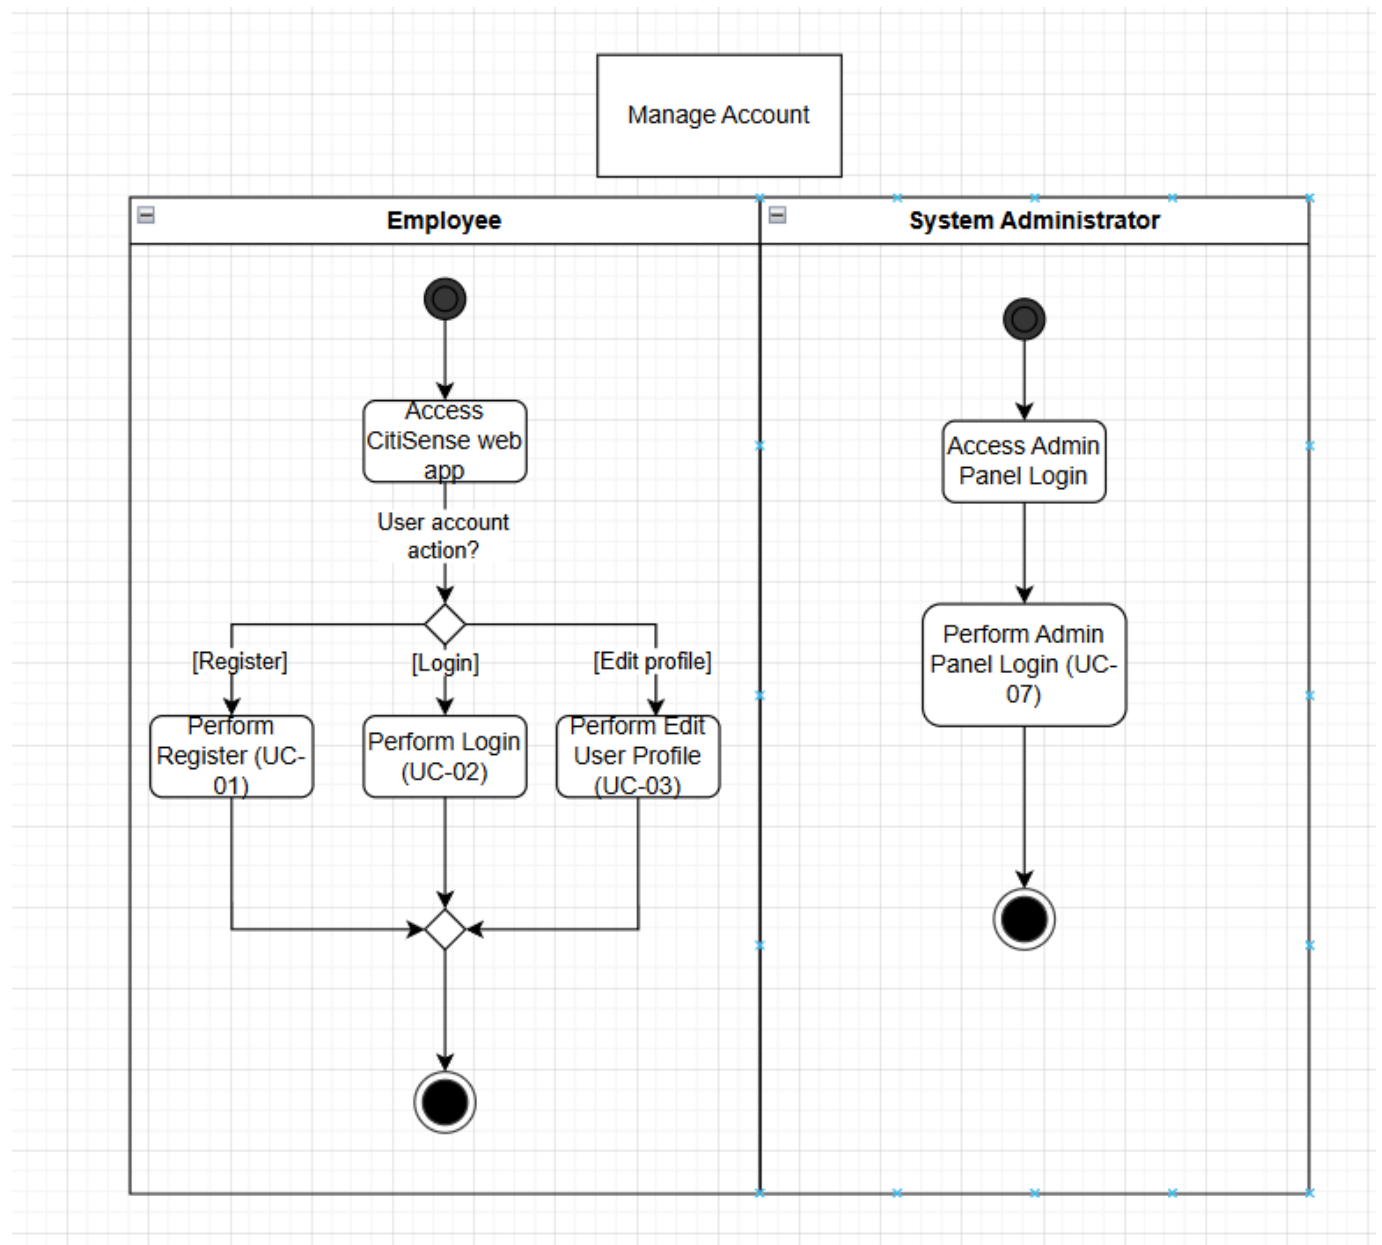 Manage Account
Employee
System Administrator
Access
CitiSense web
app
User account
action?
[Register]
[Login]
[Edit profile]
Perform
Register (UC-
01)
Perform Login
(UC-02)
Perform Edit
User Profile
(UC-03)
Access Admin
Panel Login
Perform Admin
Panel Login (UC-
07)